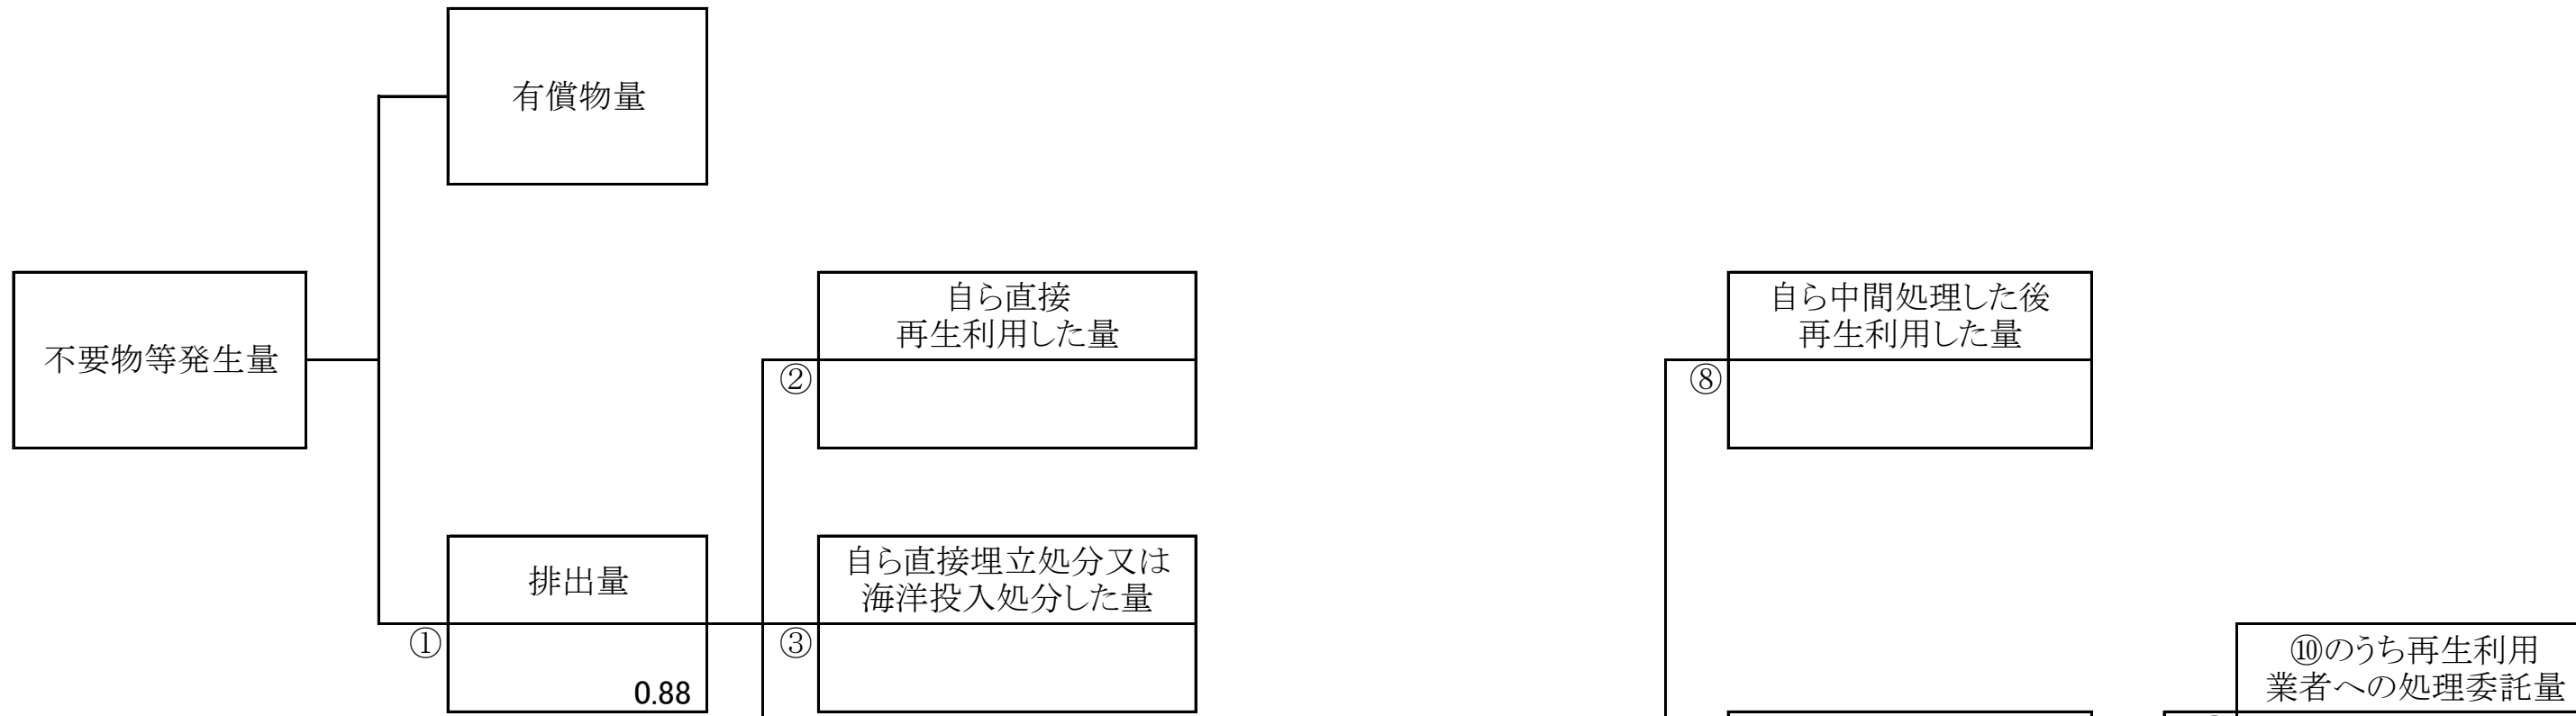 有償物量
不要物等発生量
自ら直接
再生利用した量
②
自ら中間処理した後
再生利用した量
⑧
排出量
①
0.88
自ら直接埋立処分又は
海洋投入処分した量
③
⑩のうち再生利用
業者への処理委託量